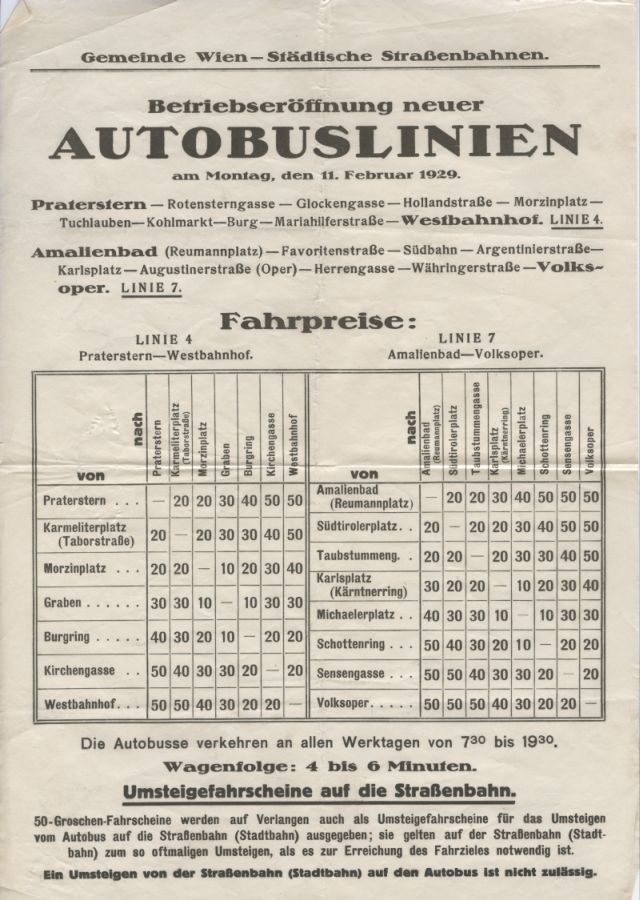 Gemeinde Wien – Städtische Straßenbahnen.
Betriebseröffnung neuer
AUTOBUSLINIEN
am Montag, den 11. Februar 1929.
Praterstern — Rotensterngasse — Glockengasse — Hollandstraße — Morzinplatz —
Tuchlauben — Kohlmarkt — Burg — Mariahilferstraße — Westbahnhof. LINIE 4.
Amalienbad (Reumannplatz) — Favoritenstraße — Südbahn — Argentinierstraße —
Karlsplatz — Augustinerstraße (Oper) — Herrengasse — Währingerstraße — Volks-
oper. LINIE 7.
Fahrpreise:
LINIE 4
Praterstern—Westbahnhof.
von nach Praterstern Karmeliterplatz (Taborstraße) Morzinplatz Graben Burgring Kirchengasse Westbahnhof
Praterstern . . . — 20 20 30 40 50 50
Karmeliterplatz
(Taborstraße) 20 — 20 30 30 40 50
Morzinplatz . . . 20 20 — 10 20 30 40
Graben . . . . . . 30 30 10 — 10 30 30
Burgring . . . . . 40 30 20 10 — 20 20
Kirchengasse . . 50 40 30 30 20 — 20
Westbahnhof . . . 50 50 40 30 20 20 —
LINIE 7
Amalienbad—Volksoper.
von nach Amalienbad (Reumannplatz) Südtirolerplatz Taubstummengasse Karlsplatz (Kärntnerring) Michaelerplatz Schottenring Sensengasse Volksoper
Amalienbad
(Reumannplatz) — 20 20 30 40 50 50 50
Südtirolerplatz . . 20 — 20 20 30 40 50 50
Taubstummeng. . 20 20 — 20 30 30 40 50
Karlsplatz
(Kärntnerring) 30 20 20 — 10 20 30 40
Michaelerplatz . . 40 30 30 10 — 10 30 30
Schottenring . . . 50 40 30 20 10 — 20 20
Sensengasse . . . 50 50 40 30 30 20 — 20
Volksoper . . . . . 50 50 50 40 30 20 20 —
Die Autobusse verkehren an allen Werktagen von 7³⁰ bis 19³⁰.
Wagenfolge: 4 bis 6 Minuten.
Umsteigefahrscheine auf die Straßenbahn.
50-Groschen-Fahrscheine werden auf Verlangen auch als Umsteigefahrscheine für das Umsteigen
vom Autobus auf die Straßenbahn (Stadtbahn) ausgegeben; sie gelten auf der Straßenbahn (Stadt-
bahn) zum so oftmaligen Umsteigen, als es zur Erreichung des Fahrzieles notwendig ist.
Ein Umsteigen von der Straßenbahn (Stadtbahn) auf den Autobus ist nicht zulässig.